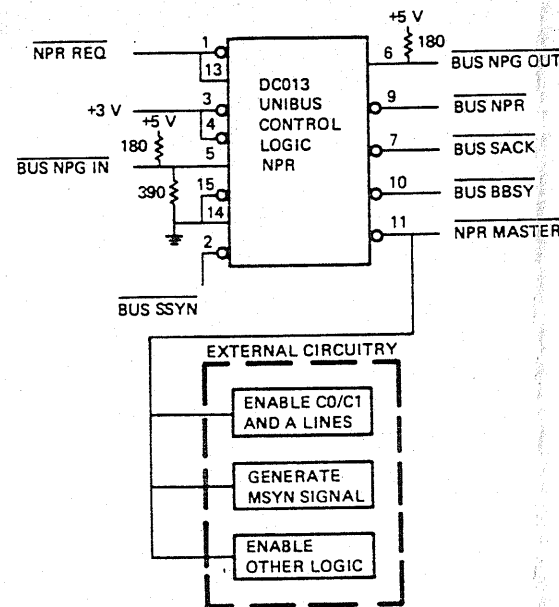 +5 V
180
1
NPR REQ
6
BUS NPG OUT
13
DC013
UNIBUS
CONTROL
LOGIC
NPR
3
+3 V
9
BUS NPR
+5 V
4
180
7
BUS SACK
5
BUS NPG IN
15
10
BUS BBSY
390
14
11
NPR MASTER
2
BUS SSYN
EXTERNAL CIRCUITRY
ENABLE C0/C1
AND A LINES
GENERATE
MSYN SIGNAL
ENABLE
OTHER LOGIC